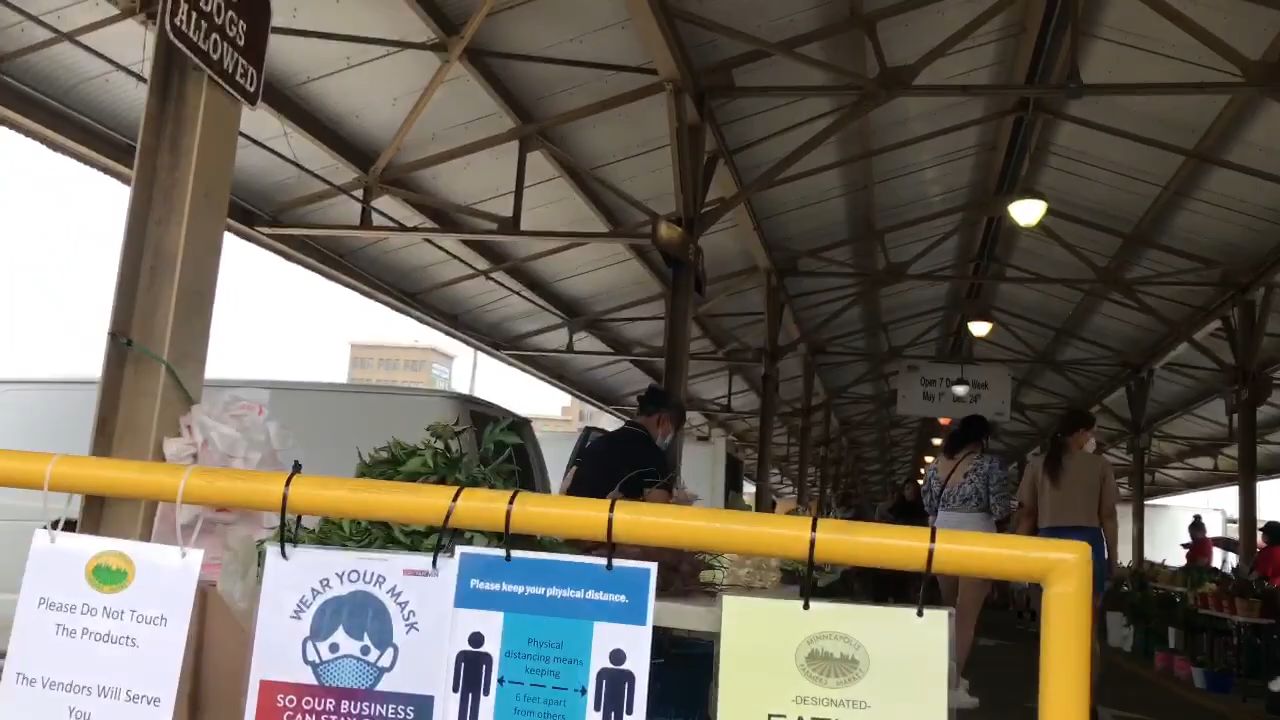 DOGS
ALLOWED
Open 7 Days Week
May 1st Dec. 24th
Please Do Not Touch
The Products.
The Vendors Will Serve
You
WEAR YOUR MASK
SO OUR BUSINESS
Please keep your physical distance.
Physical
distancing means
keeping
6 feet apart
from others
MINNEAPOLIS
FARMERS MARKET
-DESIGNATED-